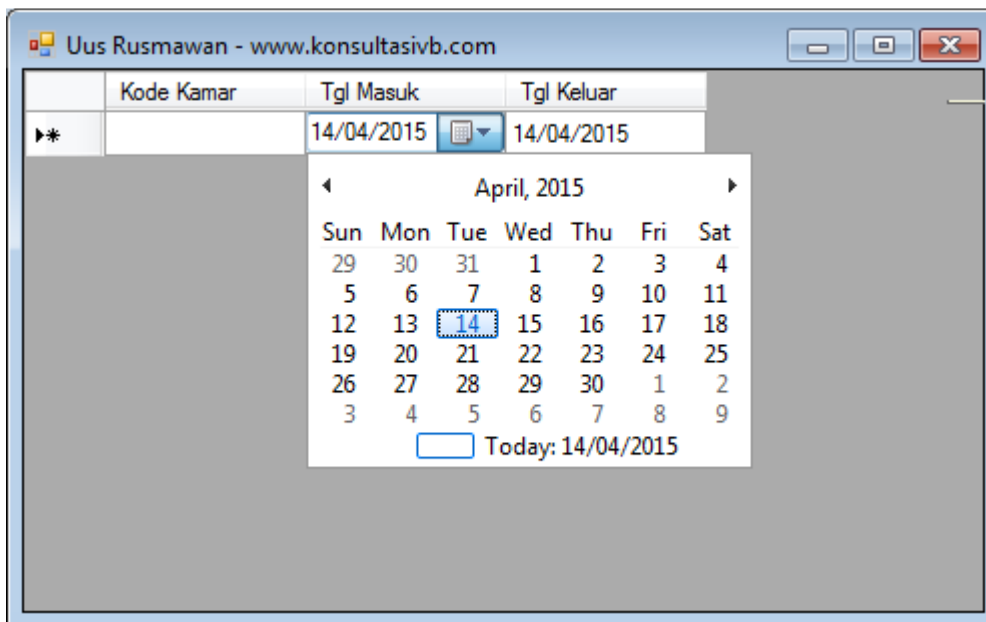 Uus Rusmawan - www.konsultasivb.com
Kode Kamar Tgl Masuk Tgl Keluar
14/04/2015 14/04/2015
April, 2015
Sun Mon Tue Wed Thu Fri Sat
29 30 31 1 2 3 4
5 6 7 8 9 10 11
12 13 14 15 16 17 18
19 20 21 22 23 24 25
26 27 28 29 30 1 2
3 4 5 6 7 8 9
Today: 14/04/2015